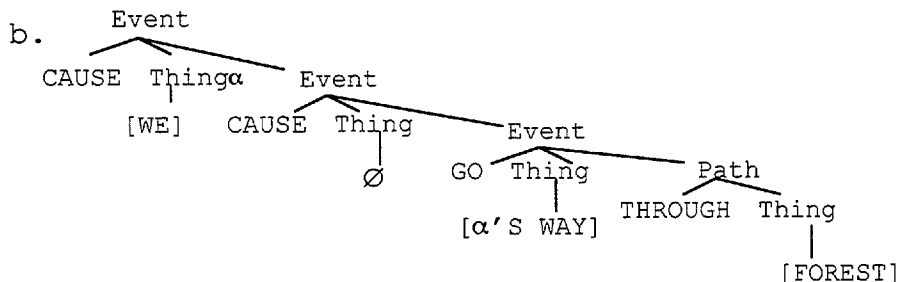 b.
Event
CAUSE Thingα Event
[WE] CAUSE Thing Event
∅ GO Thing Path
[α'S WAY] THROUGH Thing
[FOREST]